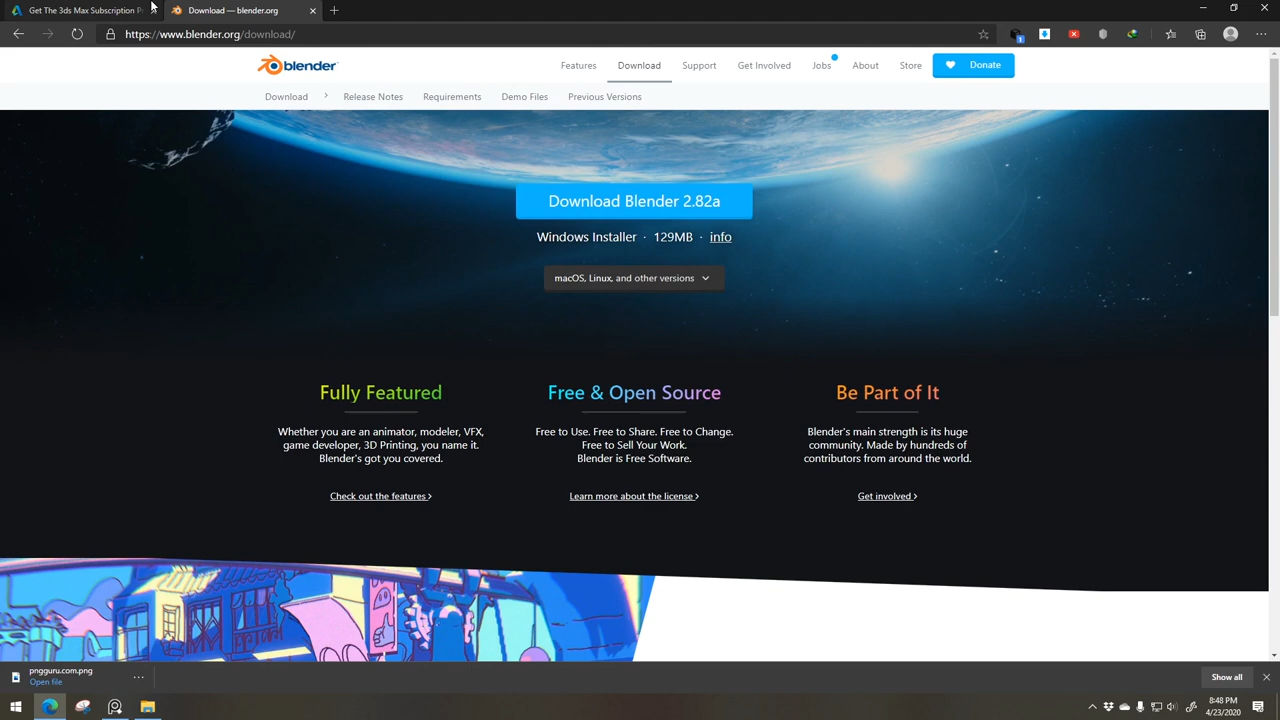 Get The 3ds Max Subscription P
Download — blender.org
https://www.blender.org/download/
blender
Features
Download
Support
Get Involved
Jobs
About
Store
Donate
Download
Release Notes
Requirements
Demo Files
Previous Versions
Download Blender 2.82a
Windows Installer · 129MB · info
macOS, Linux, and other versions
Fully Featured
Whether you are an animator, modeler, VFX,
game developer, 3D Printing, you name it.
Blender's got you covered.
Check out the features
Free & Open Source
Free to Use. Free to Share. Free to Change.
Free to Sell Your Work.
Blender is Free Software.
Learn more about the license
Be Part of It
Blender's main strength is its huge
community. Made by hundreds of
contributors from around the world.
Get involved
pngguru.com.png
Open file
Show all
8:48 PM
4/23/2020